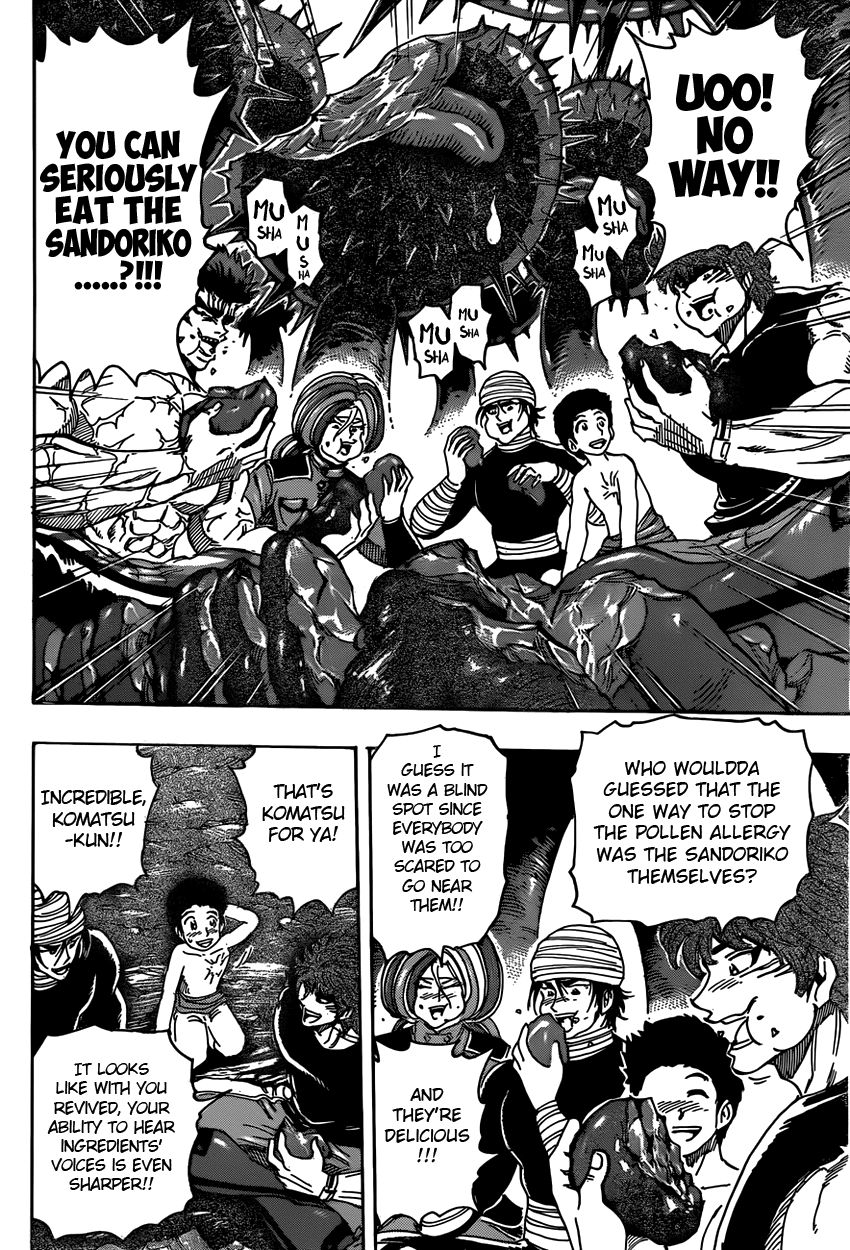 UOO!
NO
WAY!!
YOU CAN
SERIOUSLY
EAT THE
SANDORIKO
......?!!!
MU
SHA
MU
SHA
MU
S
HA
MU
SHA
MU
SHA
MU
SHA
WHO WOULDDA
GUESSED THAT THE
ONE WAY TO STOP
THE POLLEN ALLERGY
WAS THE SANDORIKO
THEMSELVES?
I
GUESS IT
WAS A BLIND
SPOT SINCE
EVERYBODY
WAS TOO
SCARED TO
GO NEAR
THEM!!
AND
THEY'RE
DELICIOUS
!!!
THAT'S
KOMATSU
FOR YA!
INCREDIBLE,
KOMATSU
-KUN!!
IT LOOKS
LIKE WITH YOU
REVIVED, YOUR
ABILITY TO HEAR
INGREDIENTS'
VOICES IS EVEN
SHARPER!!